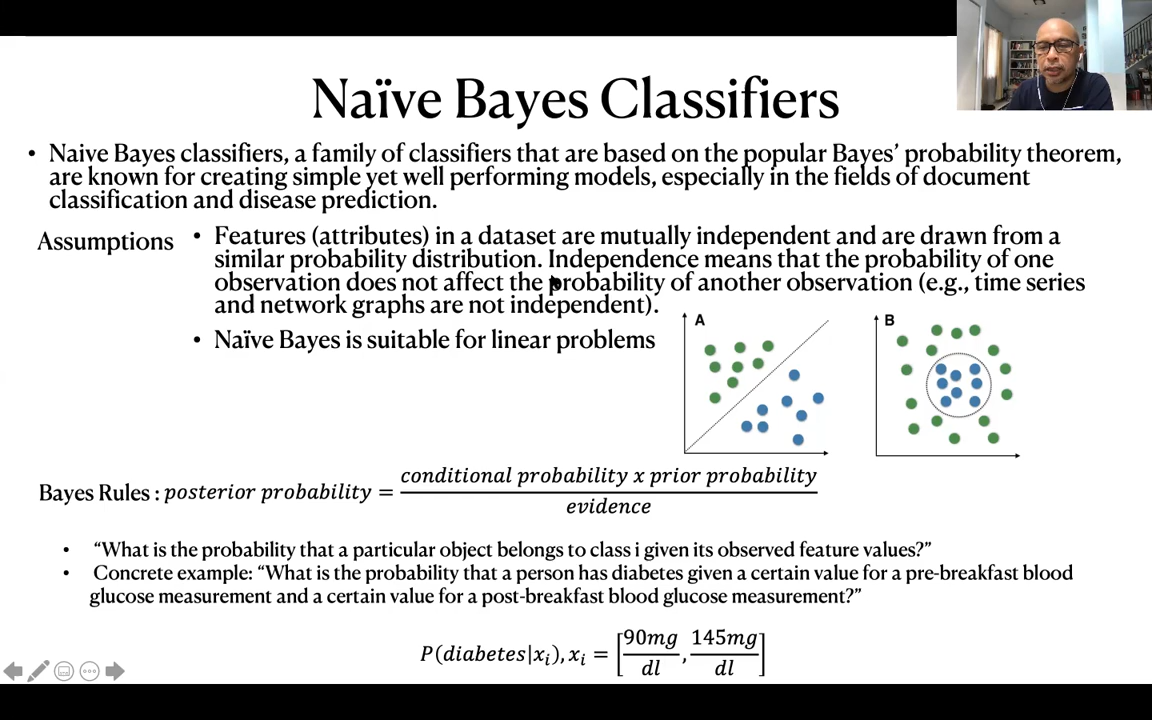 Naïve Bayes Classifiers
• Naive Bayes classifiers, a family of classifiers that are based on the popular Bayes’ probability theorem,
are known for creating simple yet well performing models, especially in the fields of document
classification and disease prediction.
Assumptions
• Features (attributes) in a dataset are mutually independent and are drawn from a
similar probability distribution. Independence means that the probability of one
observation does not affect the probability of another observation (e.g., time series
and network graphs are not independent).
• Naïve Bayes is suitable for linear problems
A
B
Bayes Rules : posterior probability = conditional probability x prior probability
evidence
• “What is the probability that a particular object belongs to class i given its observed feature values?”
• Concrete example: “What is the probability that a person has diabetes given a certain value for a pre-breakfast blood
glucose measurement and a certain value for a post-breakfast blood glucose measurement?”
P(diabetes|xᵢ), xᵢ = [90mg/dl, 145mg/dl]